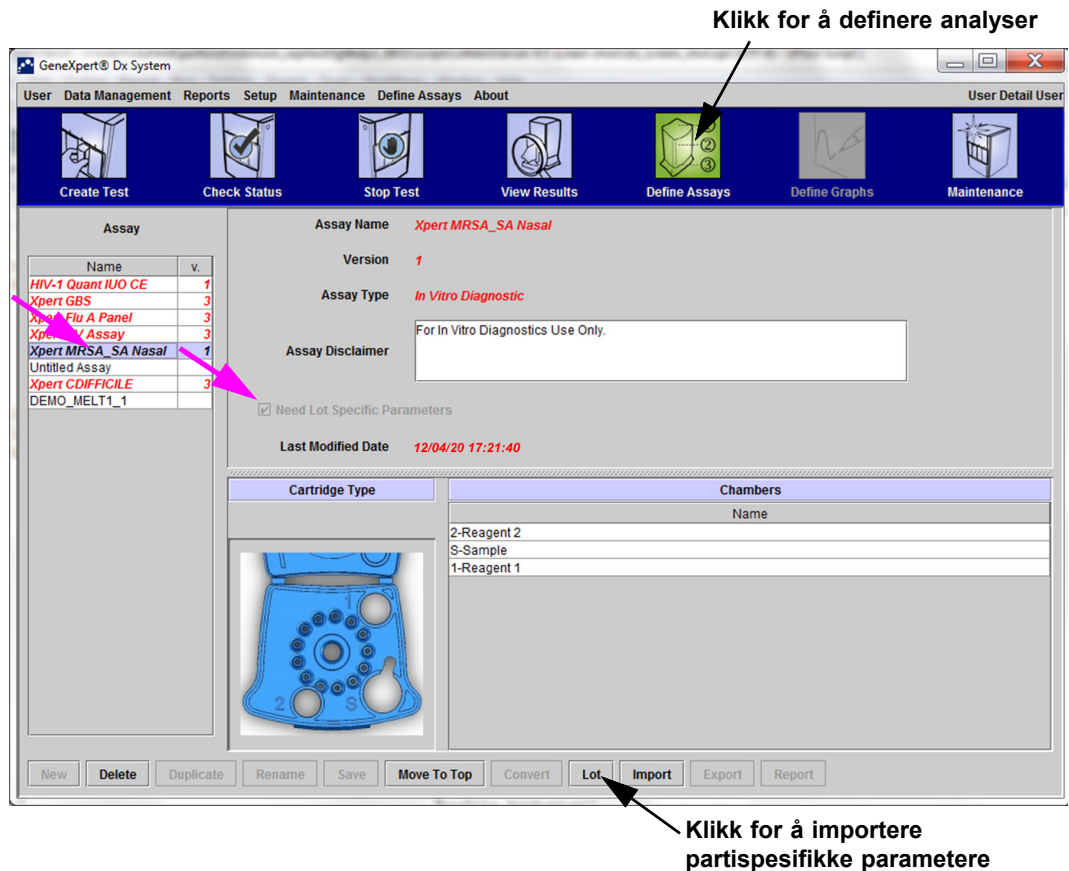 Klikk for å definere analyser
GeneXpert® Dx System
User Data Management Reports Setup Maintenance Define Assays About User Detail User
Create Test Check Status Stop Test View Results Define Assays Define Graphs Maintenance
Assay
Name v.
HIV-1 Quant IUO CE 1
Xpert GBS 3
Flu A Panel 3
Assay 3
Xpert MRSA_SA Nasal 1
Untitled Assay
Xpert CDIFFICILE 3
DEMO_MELT1_1
Assay Name Xpert MRSA_SA Nasal
Version 1
Assay Type In Vitro Diagnostic
Assay Disclaimer For In Vitro Diagnostics Use Only.
Need Lot Specific Parameters
Last Modified Date 12/04/20 17:21:40
Cartridge Type Chambers
Name
2-Reagent 2
S-Sample
1-Reagent 1
1
2 S
New Delete Duplicate Rename Save Move To Top Convert Lot Import Export Report
Klikk for å importere
partispesifikke parametere